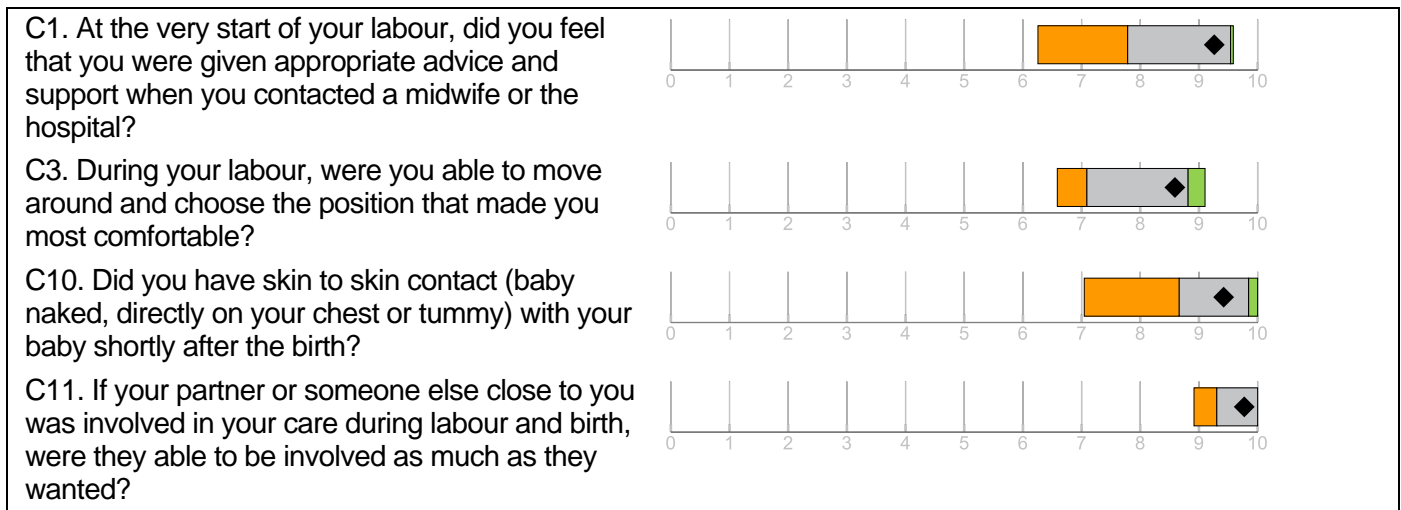 C1. At the very start of your labour, did you feel
that you were given appropriate advice and
support when you contacted a midwife or the
hospital?
0 1 2 3 4 5 6 7 8 9 10
C3. During your labour, were you able to move
around and choose the position that made you
most comfortable?
0 1 2 3 4 5 6 7 8 9 10
C10. Did you have skin to skin contact (baby
naked, directly on your chest or tummy) with your
baby shortly after the birth?
0 1 2 3 4 5 6 7 8 9 10
C11. If your partner or someone else close to you
was involved in your care during labour and birth,
were they able to be involved as much as they
wanted?
0 1 2 3 4 5 6 7 8 9 10